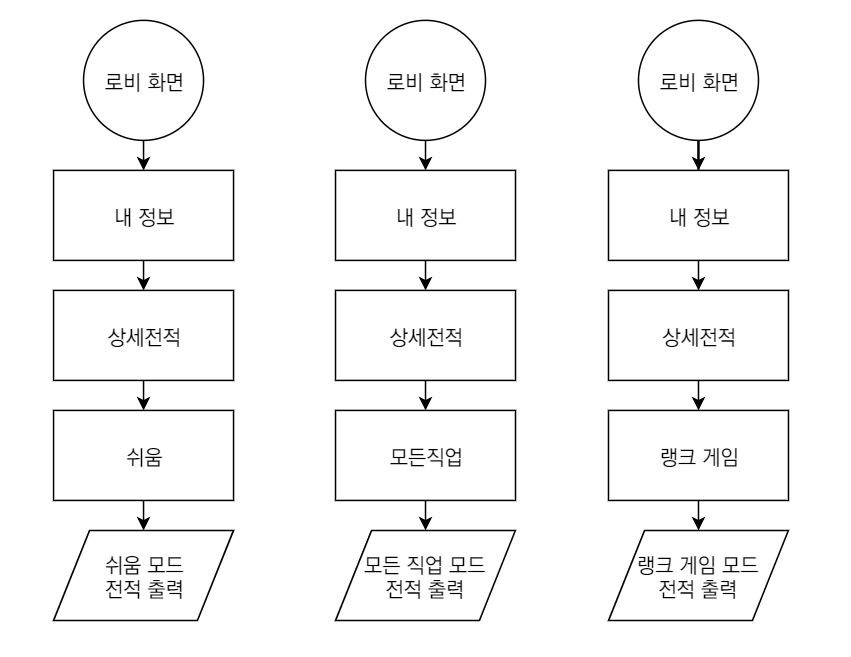 로비 화면
내 정보
상세전적
쉬움
쉬움 모드
전적 출력
로비 화면
내 정보
상세전적
모든직업
모든 직업 모드
전적 출력
로비 화면
내 정보
상세전적
랭크 게임
랭크 게임 모드
전적 출력